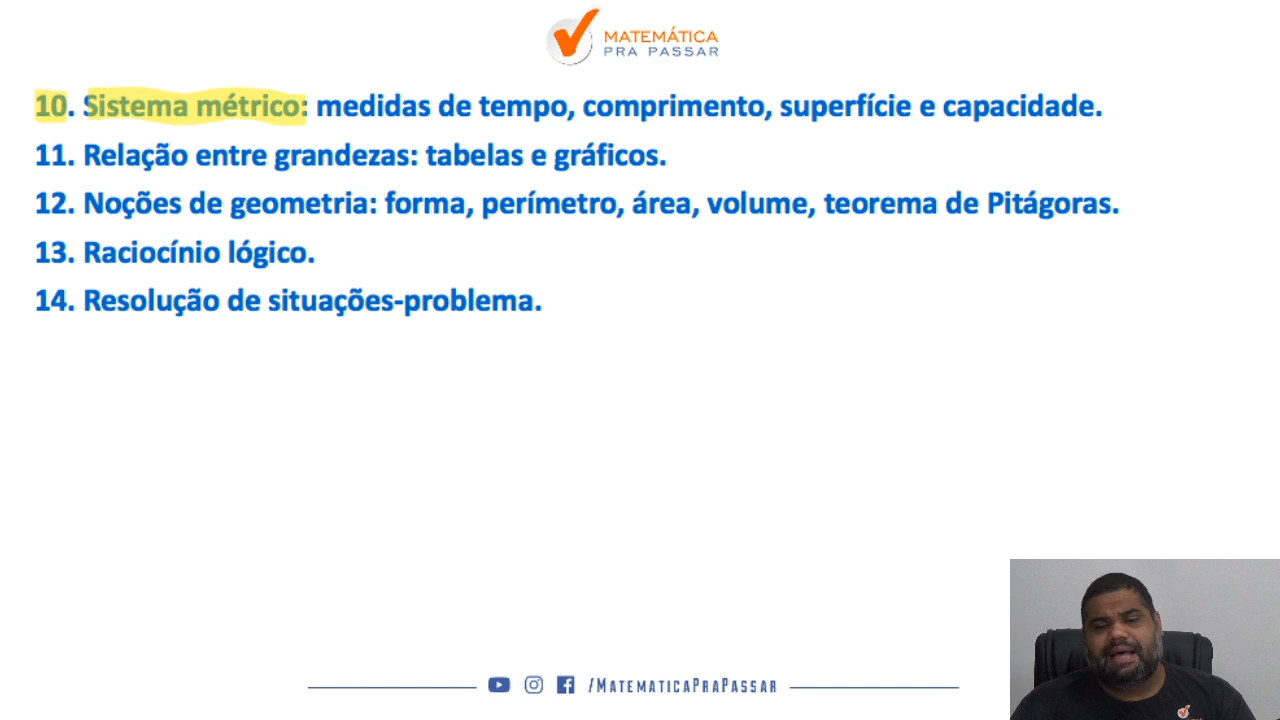 MATEMÁTICA
PRA PASSAR
10. Sistema métrico: medidas de tempo, comprimento, superfície e capacidade.
11. Relação entre grandezas: tabelas e gráficos.
12. Noções de geometria: forma, perímetro, área, volume, teorema de Pitágoras.
13. Raciocínio lógico.
14. Resolução de situações-problema.
/MATEMATICAPRAPASSAR